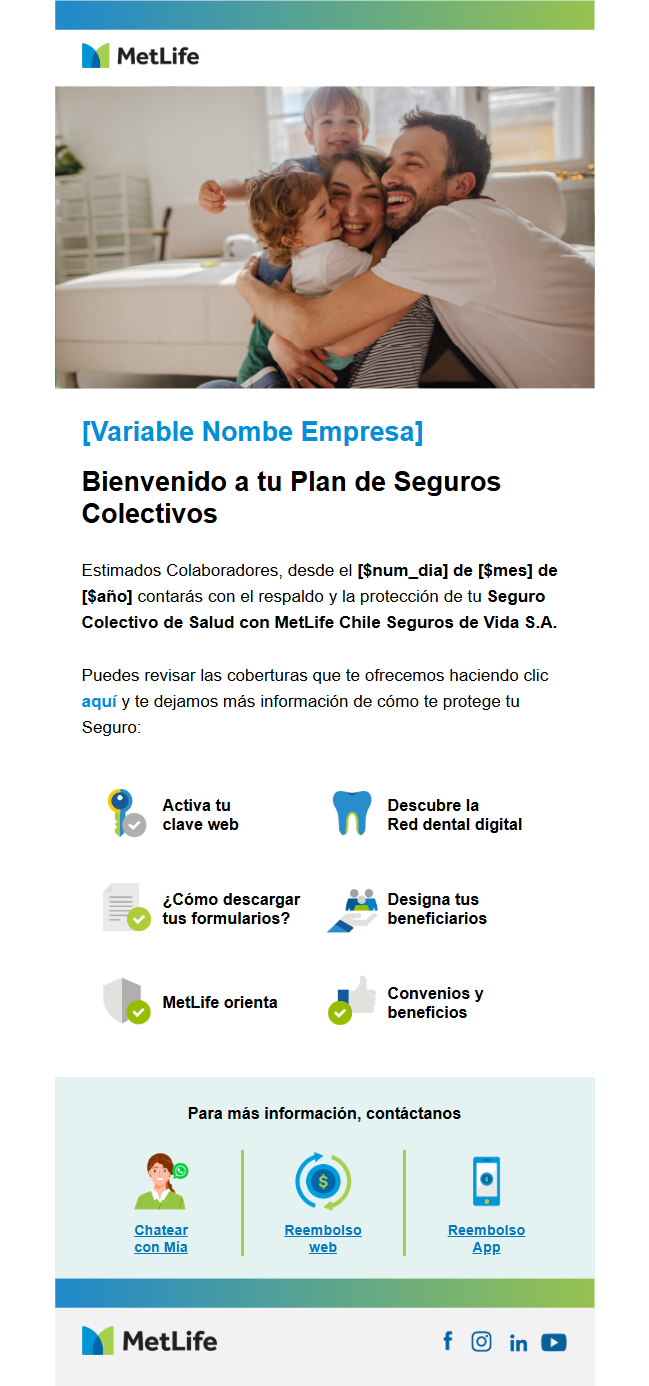 MetLife
[Variable Nombe Empresa]
Bienvenido a tu Plan de Seguros
Colectivos
Estimados Colaboradores, desde el [$num_dia] de [$mes] de
[$año] contarás con el respaldo y la protección de tu Seguro
Colectivo de Salud con MetLife Chile Seguros de Vida S.A.
Puedes revisar las coberturas que te ofrecemos haciendo clic
aquí y te dejamos más información de cómo te protege tu
Seguro:
Activa tu
clave web
Descubre la
Red dental digital
¿Cómo descargar
tus formularios?
Designa tus
beneficiarios
MetLife orienta
Convenios y
beneficios
Para más información, contáctanos
Chatear
con Mía
Reembolso
web
Reembolso
App
MetLife